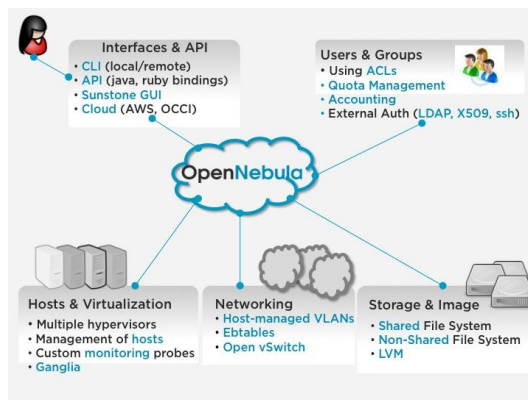 Interfaces & API
• CLI (local/remote)
• API (java, ruby bindings)
• Sunstone GUI
• Cloud (AWS, OCCI)
Users & Groups
• Using ACLs
• Quota Management
• Accounting
• External Auth (LDAP, X509, ssh)
OpenNebula
Hosts & Virtualization
• Multiple hypervisors
• Management of hosts
• Custom monitoring probes
• Ganglia
Networking
• Host-managed VLANs
• Ebtables
• Open vSwitch
Storage & Image
• Shared File System
• Non-Shared File System
• LVM